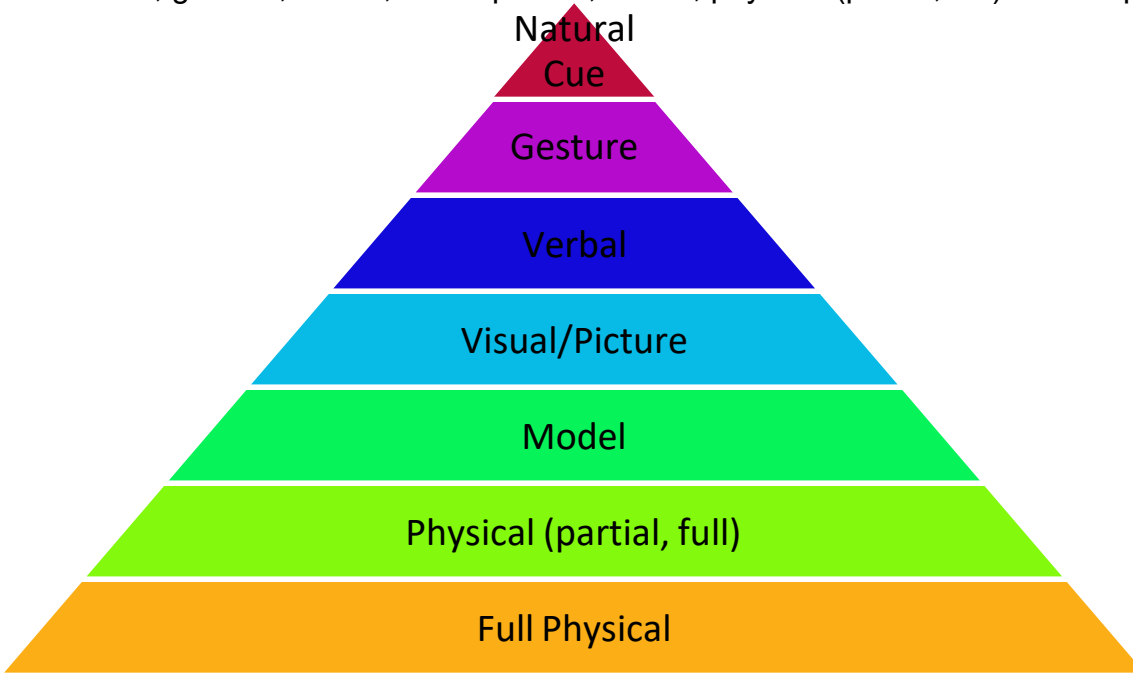 Natural
Cue
Gesture
Verbal
Visual/Picture
Model
Physical (partial, full)
Full Physical